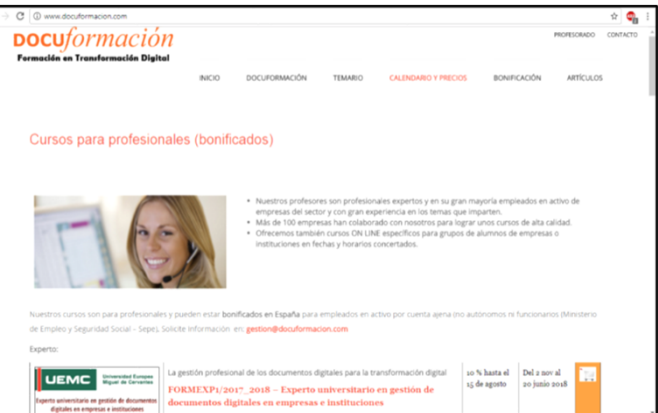 www.docuformacion.com
DOCUformación
Formación en Transformación Digital
PROFESORADO CONTACTO
INICIO DOCUFORMACIÓN TEMARIO CALENDARIO Y PRECIOS BONIFICACIÓN ARTÍCULOS
Cursos para profesionales (bonificados)
Nuestros profesores son profesionales expertos y en su gran mayoría empleados en activo de
empresas del sector y con gran experiencia en los temas que imparten.
Más de 100 empresas han colaborado con nosotros para lograr unos cursos de alta calidad.
Ofrecemos también cursos ON LINE específicos para grupos de alumnos de empresas o
instituciones en fechas y horarios concertados.
Nuestros cursos son para profesionales y pueden estar bonificados en España para empleados en activo por cuenta ajena (no autónomos ni funcionarios (Ministerio
de Empleo y Seguridad Social – Sepe). Solicite información en: gestion@docuformacion.com
Experto:
UEMC
Universidad Europea
Miguel de Cervantes
Experto universitario en gestión de documentos
digitales en empresas e instituciones
La gestión profesional de los documentos digitales para la transformación digital
FORMEXP1/2017_2018 – Experto universitario en gestión de
documentos digitales en empresas e instituciones
10 % hasta el
15 de agosto
Del 2 nov al
20 junio 2018